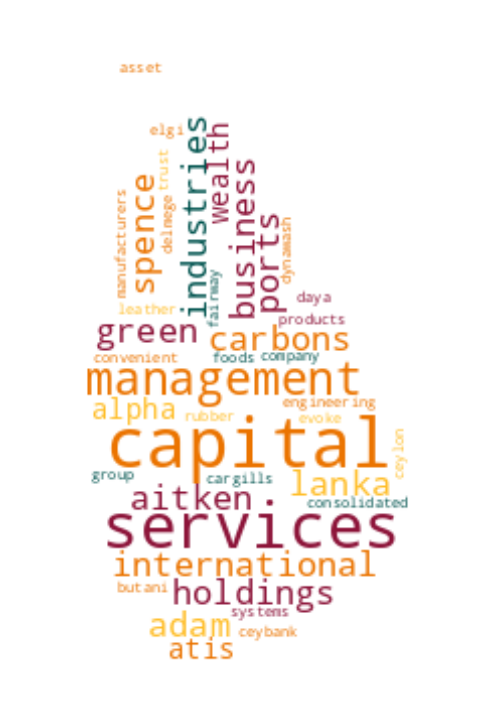 asset
elgi
industries
wealth
trust
business
spence
manufacturers
delmege
ports
dynamash
fairmay
daya
leather
products
green
carbons
convenient
foods
company
management
alpha
engineering
rubber
evoke
capital
ceylon
group
cargills
lanka
aitken
consolidated
services
international
butani
holdings
systems
adam
ceybank
atis